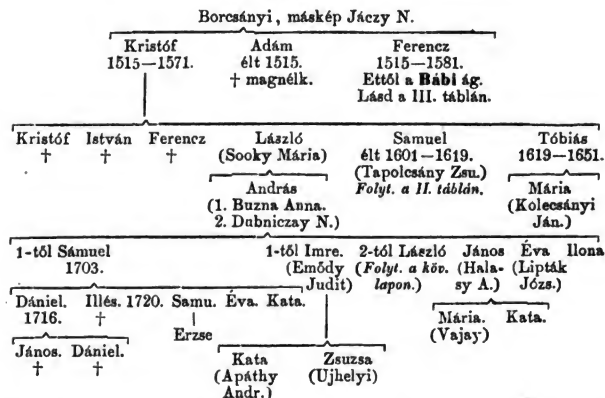 Borcsányi, máskép Jáczy N.
Kristóf Adám Ferencz
1515—1571. élt 1515. 1515—1581.
† magnélk. Ettől a Bábi ág.
Lásd a III. táblán.
Kristóf István Ferencz László Samuel Tóbiás
† † † (Sooky Mária) élt 1601—1619. 1619—1651.
(Tapolcsány Zsu.)
András Folyt. a II. táblán. Mária
(1. Buzna Anna. (Kolecsányi
2. Dubniczay N.) Ján.)
1-től Sámuel 1-től Imre. 2-től László János Éva Ilona
1703. (Emődy (Folyt. a köv. (Hala- (Lipták
Judit) lapon.) sy A.) Józs.)
Dániel. Illés. 1720. Samu. Éva. Kata.
1716. † | Mária. Kata.
Erzse (Vajay)
János. Dániel.
† † Kata Zsuzsa
(Apáthy (Ujhelyi)
Andr.)